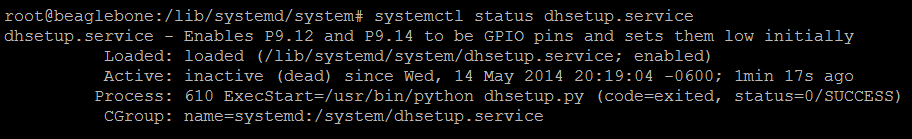 root@beaglebone:/lib/systemd/system# systemctl status dhsetup.service
dhsetup.service - Enables P9.12 and P9.14 to be GPIO pins and sets them low initially
Loaded: loaded (/lib/systemd/system/dhsetup.service; enabled)
Active: inactive (dead) since Wed, 14 May 2014 20:19:04 -0600; 1min 17s ago
Process: 610 ExecStart=/usr/bin/python dhsetup.py (code=exited, status=0/SUCCESS)
CGroup: name=systemd:/system/dhsetup.service